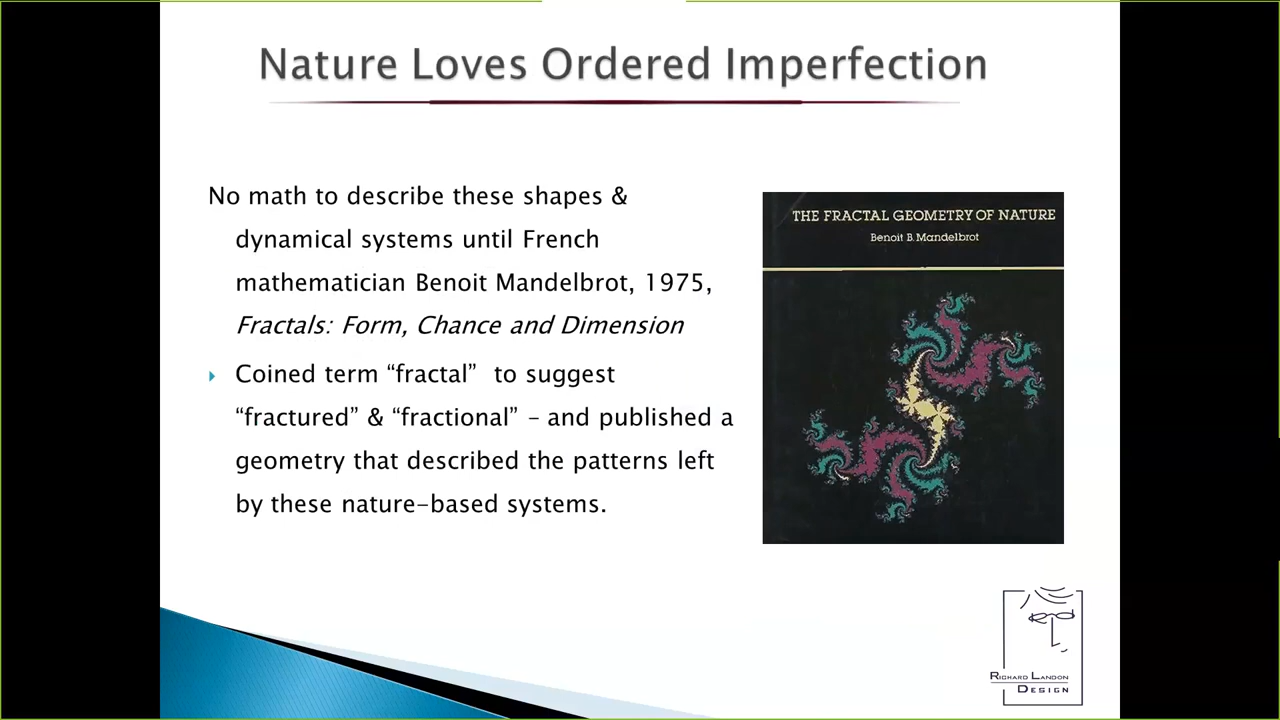 Nature Loves Ordered Imperfection
No math to describe these shapes &
dynamical systems until French
mathematician Benoit Mandelbrot, 1975,
Fractals: Form, Chance and Dimension
Coined term “fractal”  to suggest
“fractured” & “fractional” – and published a
geometry that described the patterns left
by these nature-based systems.
THE FRACTAL GEOMETRY OF NATURE
Benoit B. Mandelbrot
RICHARD LANDON
DESIGN